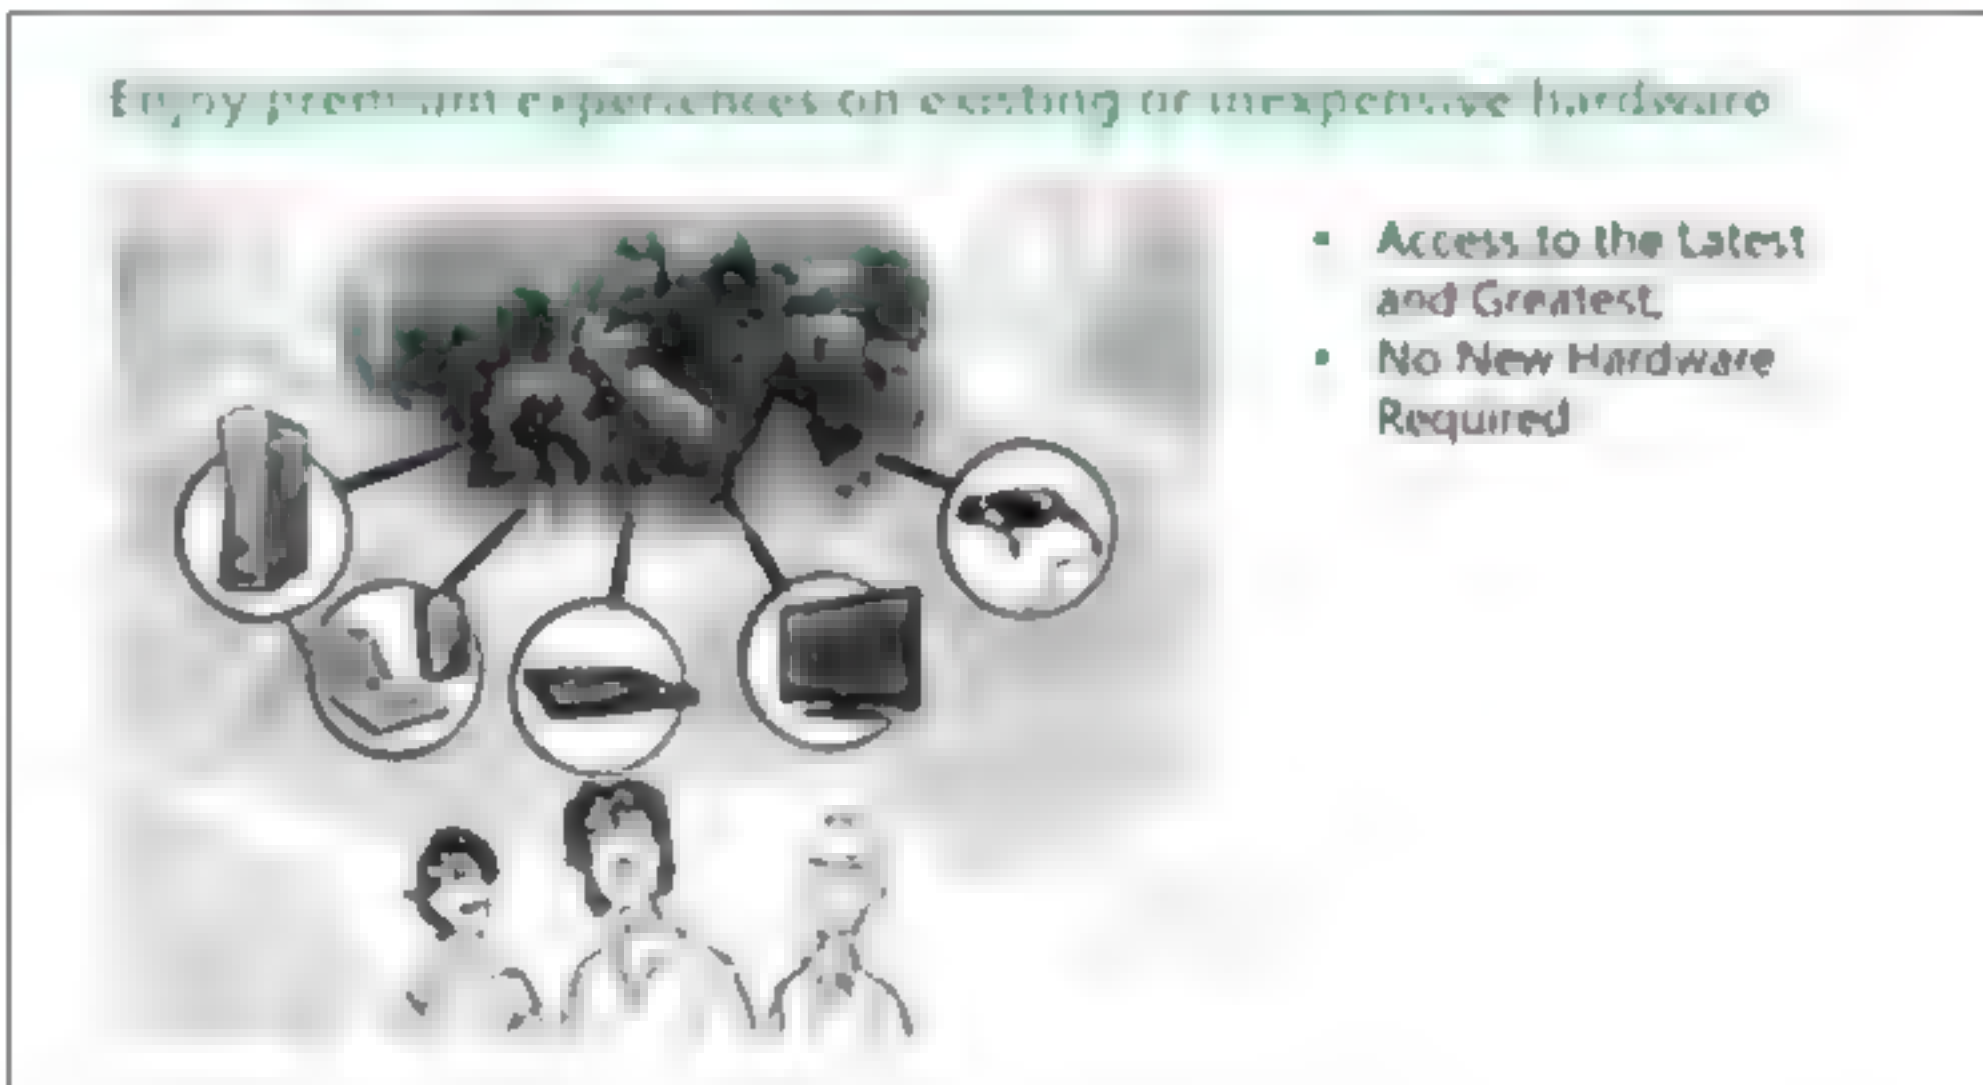 Enjoy premium experiences on existing or inexpensive hardware
• Access to the Latest
and Greatest,
• No New Hardware
Required